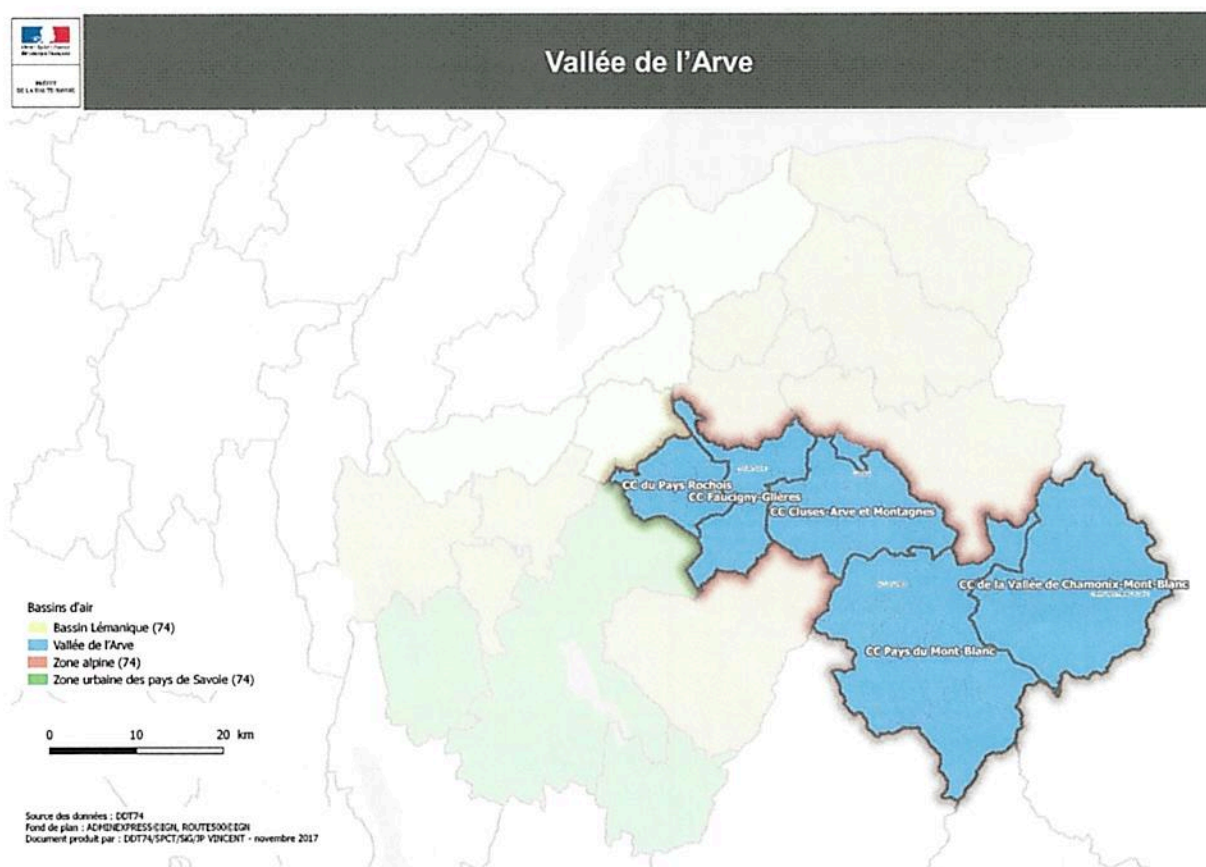 Vallée de l'Arve
CC du Pays Rochois
CC Faucigny-Glières
CC Cluses-Arve et Montagnes
CC de la Vallée de Chamonix-Mont-Blanc
CC Pays du Mont-Blanc
Bassins d'air
Bassin Lémanique (74)
Vallée de l'Arve
Zone alpine (74)
Zone urbaine des pays de Savoie (74)
0 10 20 km
Source des données : DDT74
Fond de plan : ADMINEXPRESS©IGN, ROUTE500©IGN
Document produit par : DDT74/SPCT/SIG/JP VINCENT - novembre 2017